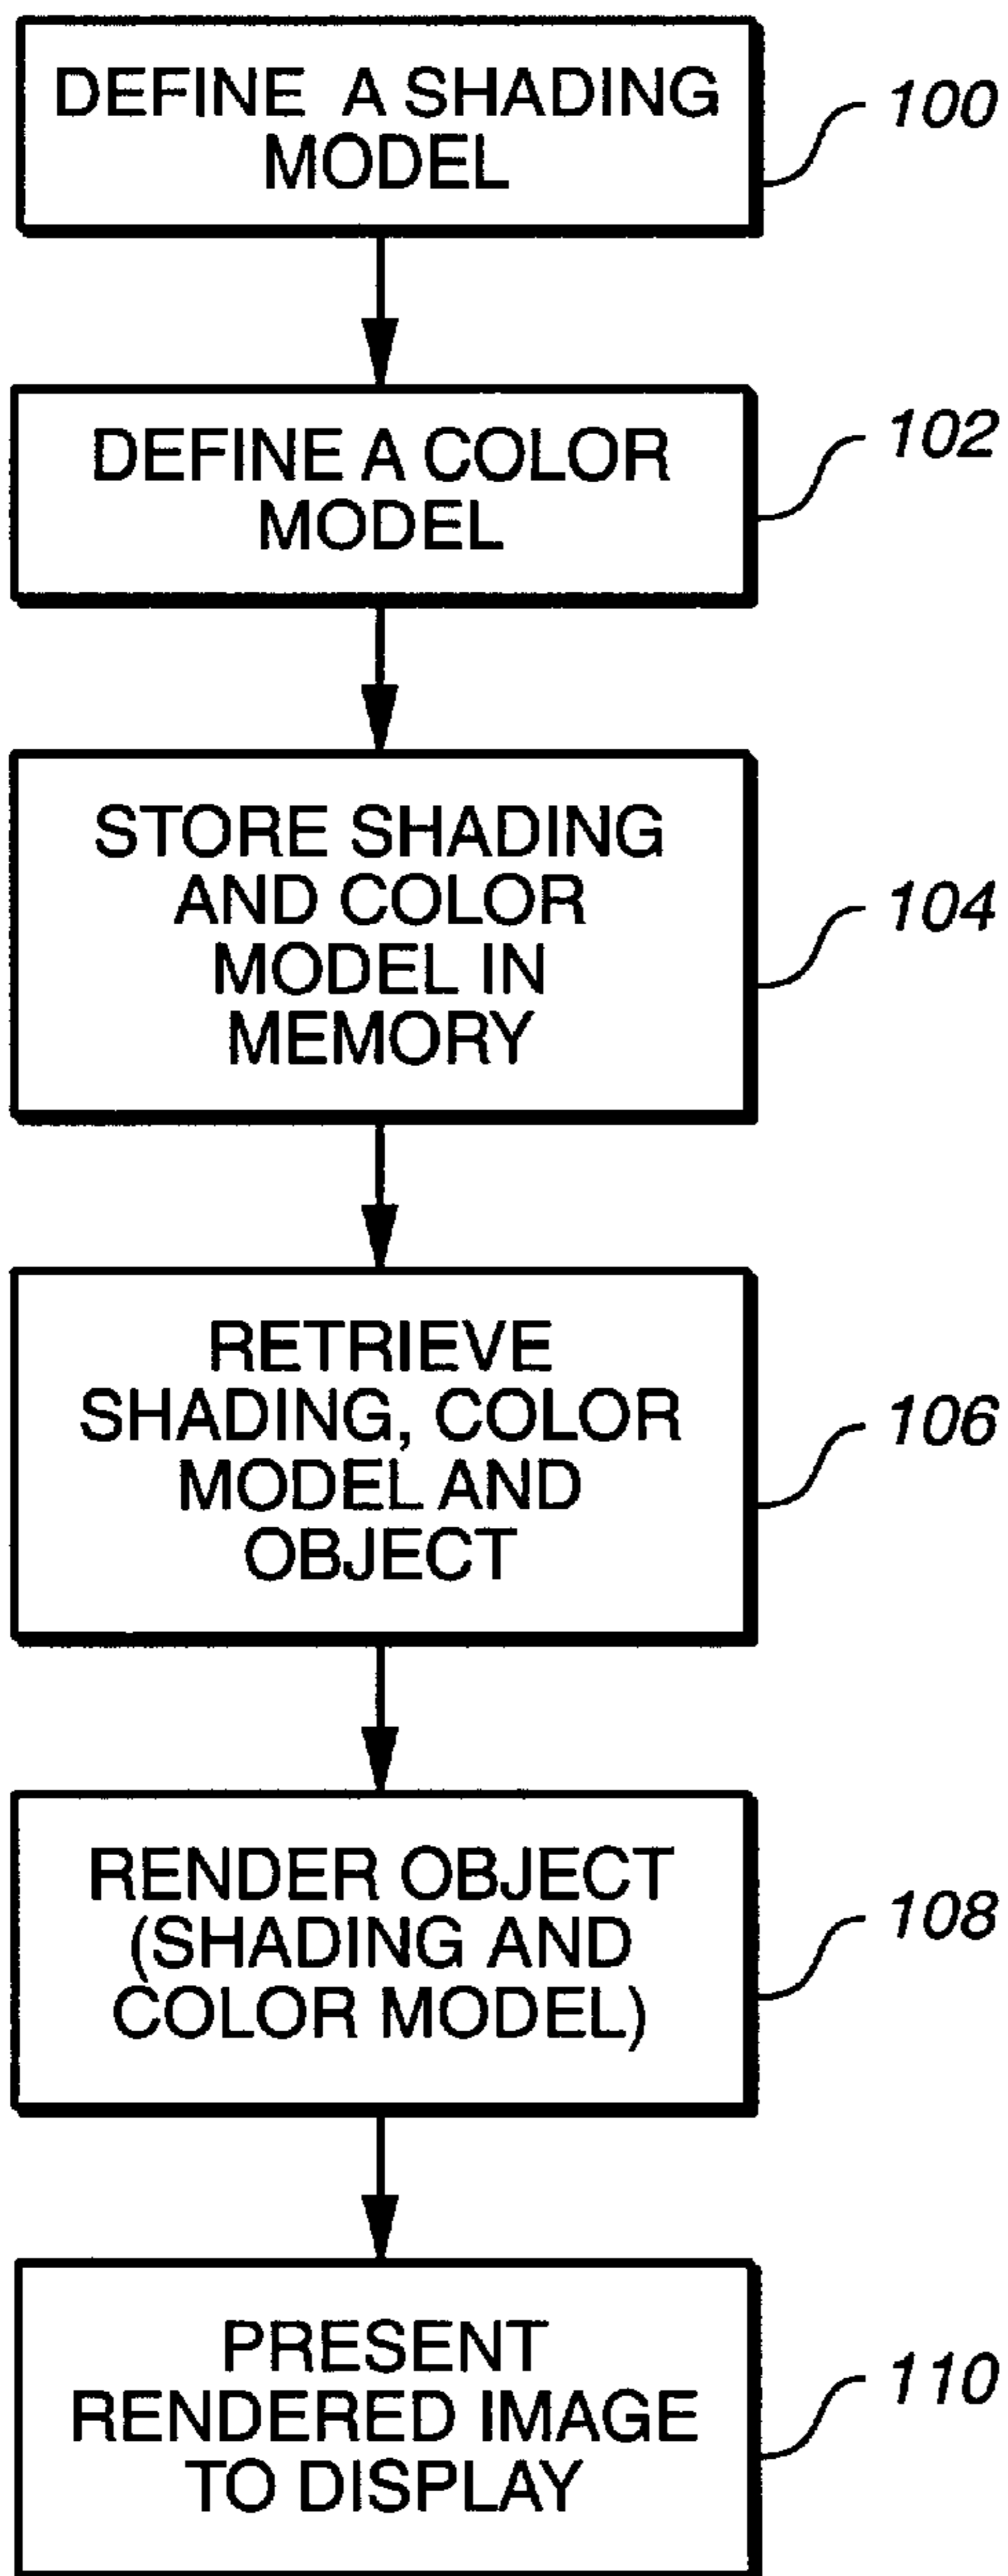 DEFINE A SHADING
MODEL
100
DEFINE A COLOR
MODEL
102
STORE SHADING
AND COLOR
MODEL IN
MEMORY
104
RETRIEVE
SHADING, COLOR
MODEL AND
OBJECT
106
RENDER OBJECT
(SHADING AND
COLOR MODEL)
108
PRESENT
RENDERED IMAGE
TO DISPLAY
110